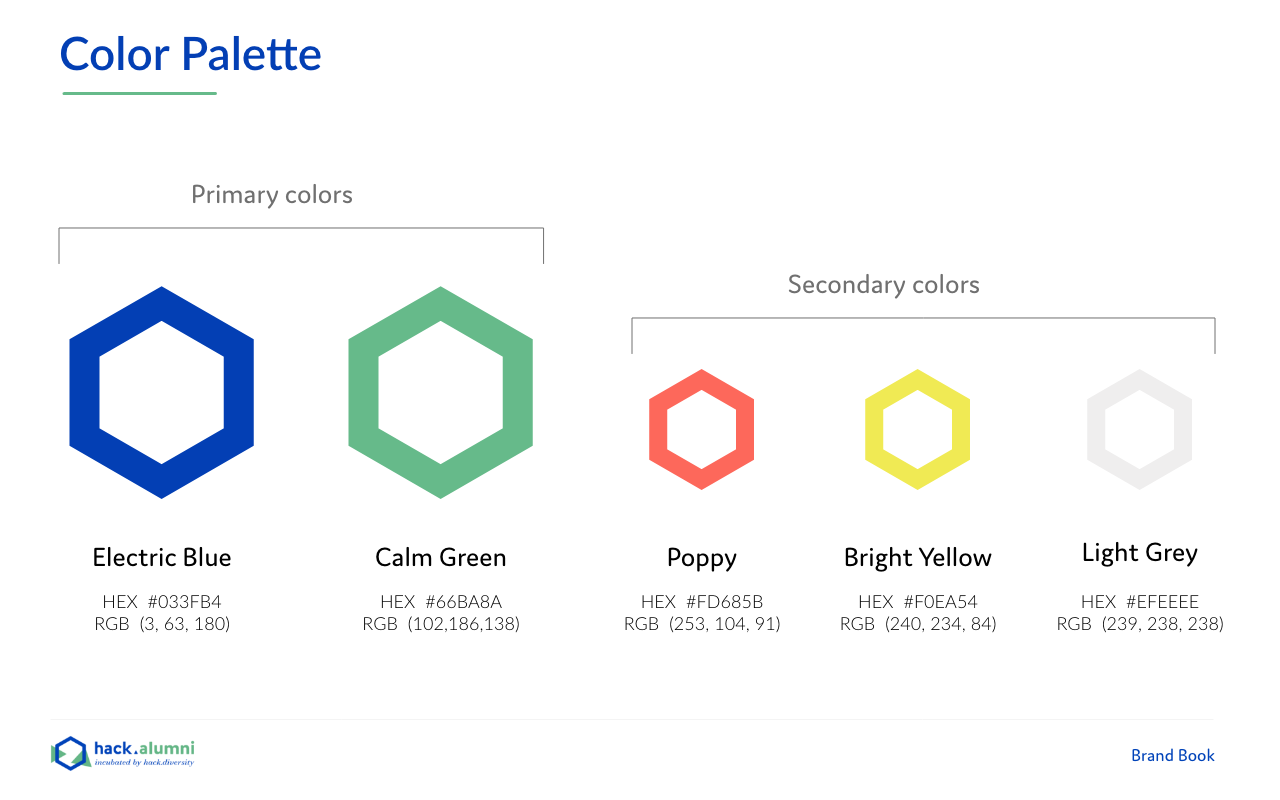 Color Palette
Primary colors
Secondary colors
Electric Blue
HEX #033FB4
RGB (3, 63, 180)
Calm Green
HEX #66BA8A
RGB (102,186,138)
Poppy
HEX #FD685B
RGB (253, 104, 91)
Bright Yellow
HEX #F0EA54
RGB (240, 234, 84)
Light Grey
HEX #EFEEEE
RGB (239, 238, 238)
hack.alumni
incubated by hack.diversity
Brand Book